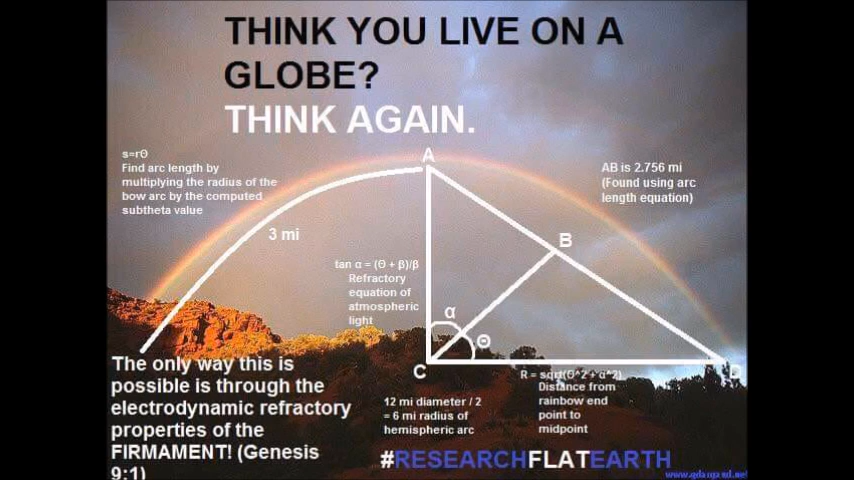 THINK YOU LIVE ON A
GLOBE?
THINK AGAIN.
s=rΘ
Find arc length by
multiplying the radius of the
bow arc by the computed
subtheta value
A
AB is 2.756 mi
(Found using arc
length equation)
3 mi
B
tan α = (Θ + β)/β
Refractory
equation of
atmospheric
light
α
Θ
C
D
The only way this is
possible is through the
electrodynamic refractory
properties of the
FIRMAMENT! (Genesis
9:1)
12 mi diameter / 2
= 6 mi radius of
hemispheric arc
R = sqrt(Θ^2 + α^2)
Distance from
rainbow end
point to
midpoint
#RESEARCHFLATEARTH